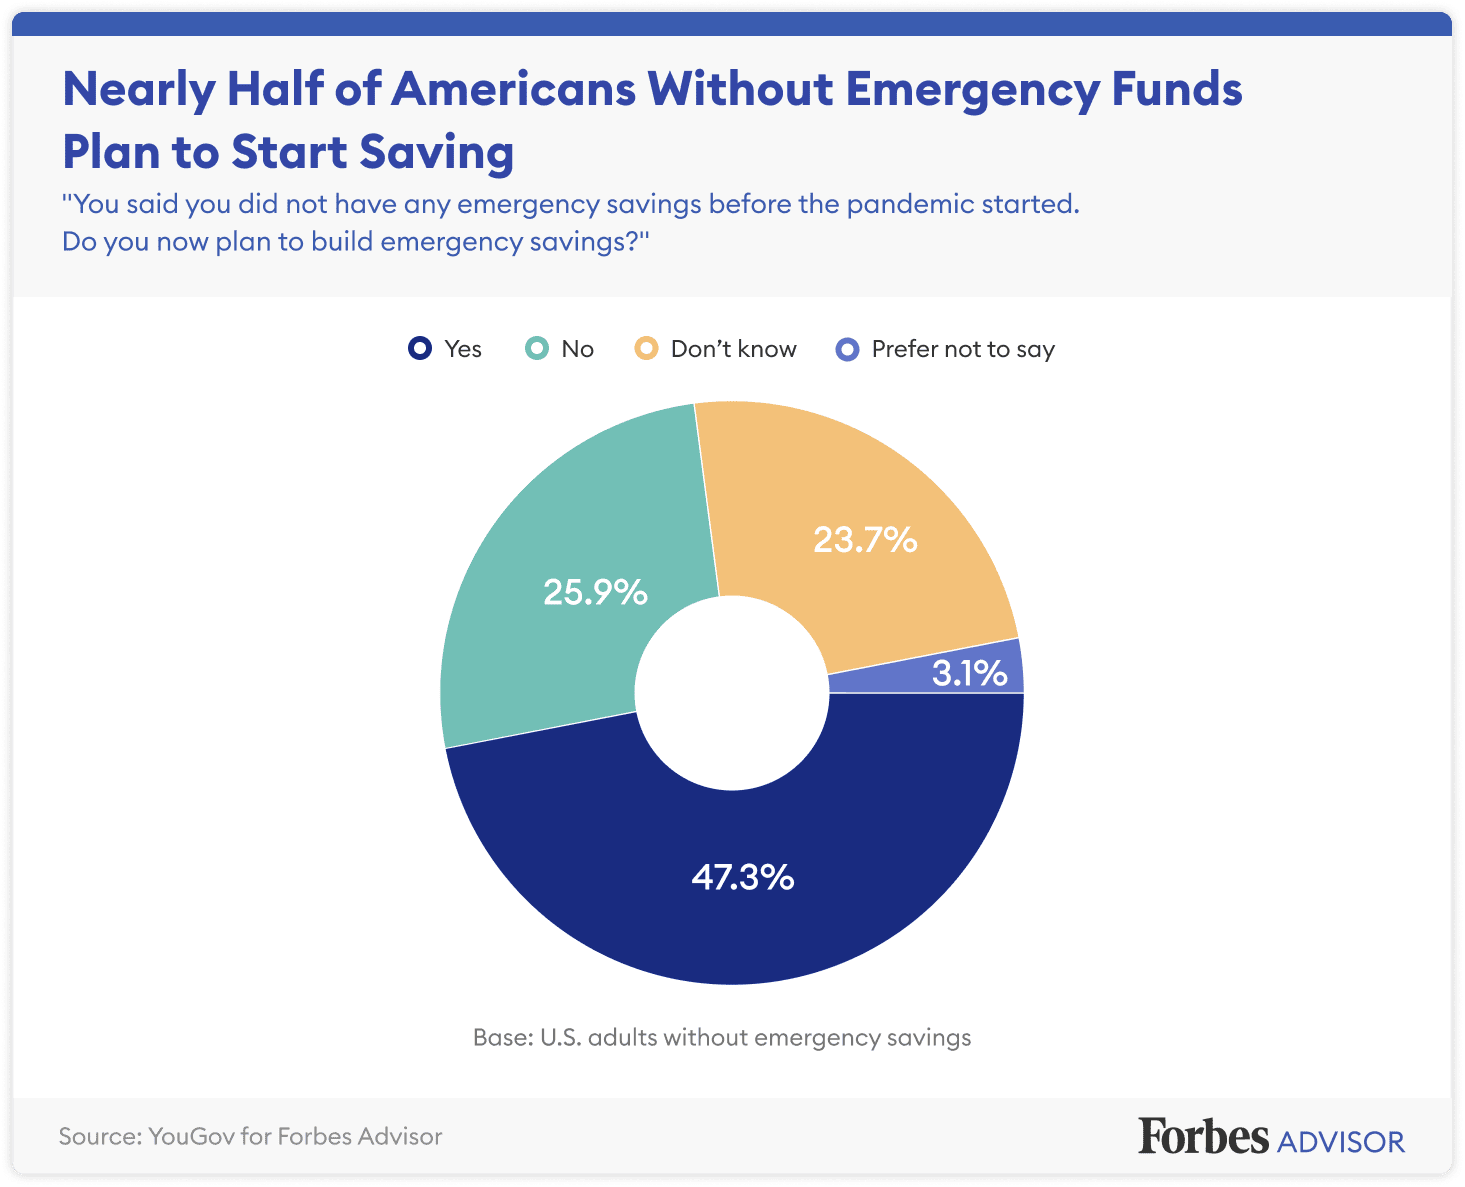 Nearly Half of Americans Without Emergency Funds
Plan to Start Saving
"You said you did not have any emergency savings before the pandemic started.
Do you now plan to build emergency savings?"
Yes No Don’t know Prefer not to say
23.7%
25.9%
3.1%
47.3%
Base: U.S. adults without emergency savings
Source: YouGov for Forbes Advisor
Forbes ADVISOR